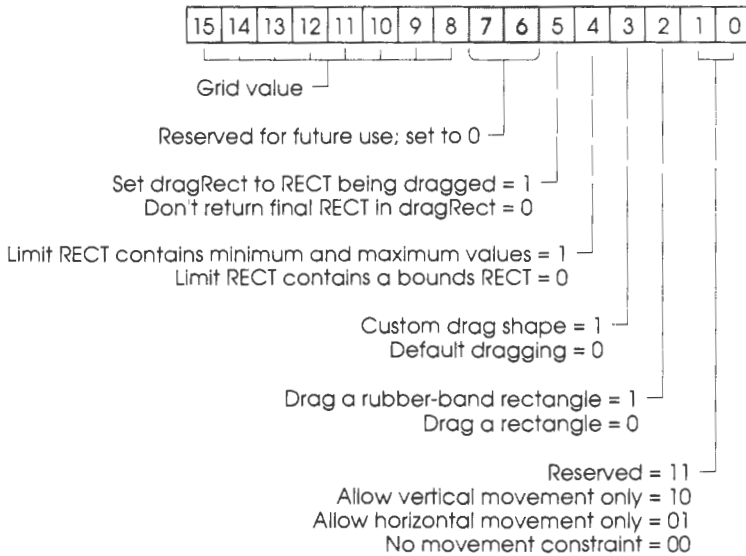 15 14 13 12 11 10 9 8 7 6 5 4 3 2 1 0
Grid value
Reserved for future use; set to 0
Set dragRect to RECT being dragged = 1
Don't return final RECT in dragRect = 0
Limit RECT contains minimum and maximum values = 1
Limit RECT contains a bounds RECT = 0
Custom drag shape = 1
Default dragging = 0
Drag a rubber-band rectangle = 1
Drag a rectangle = 0
Reserved = 11
Allow vertical movement only = 10
Allow horizontal movement only = 01
No movement constraint = 00